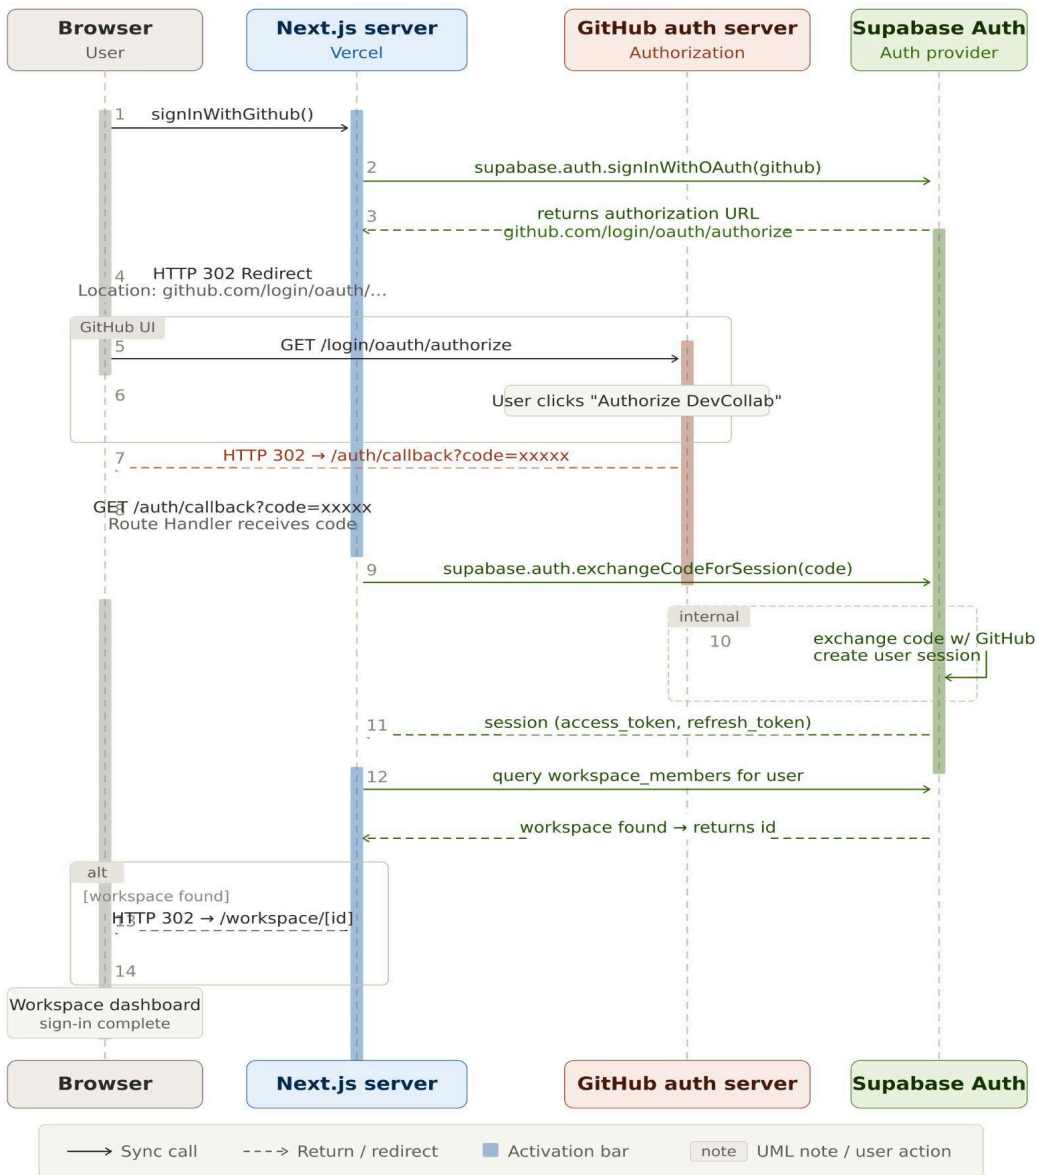 Browser
User
Next.js server
Vercel
GitHub auth server
Authorization
Supabase Auth
Auth provider
1
signInWithGithub()
2
supabase.auth.signInWithOAuth(github)
3
returns authorization URL
github.com/login/oauth/authorize
4
HTTP 302 Redirect
Location: github.com/login/oauth/…
GitHub UI
5
GET /login/oauth/authorize
6
User clicks "Authorize DevCollab"
7
HTTP 302 → /auth/callback?code=xxxxx
8
GET /auth/callback?code=xxxxx
Route Handler receives code
9
supabase.auth.exchangeCodeForSession(code)
internal
10
exchange code w/ GitHub
create user session
11
session (access_token, refresh_token)
12
query workspace_members for user
workspace found → returns id
alt
[workspace found]
13
HTTP 302 → /workspace/[id]
14
Workspace dashboard
sign-in complete
Browser
Next.js server
GitHub auth server
Supabase Auth
Sync call
Return / redirect
Activation bar
note
UML note / user action